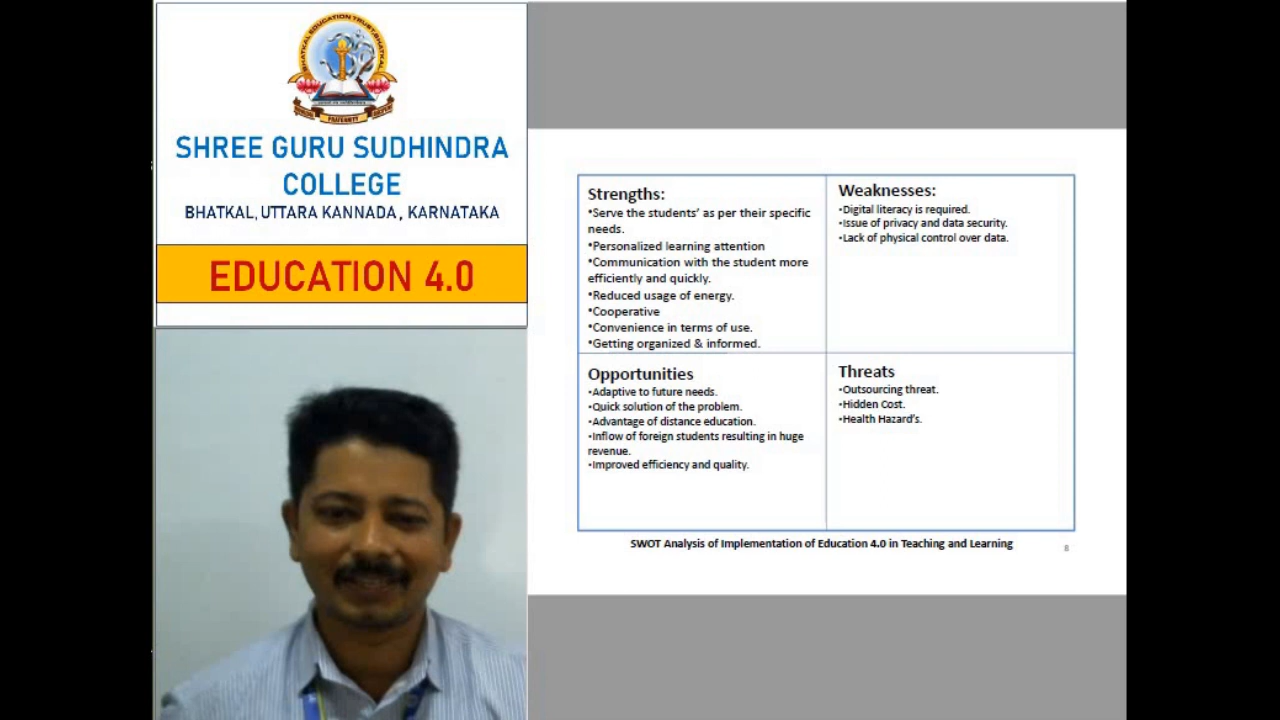 BHATKAL EDUCATION TRUST, BHATKAL
FRATERNITY
SHREE GURU SUDHINDRA
COLLEGE
BHATKAL, UTTARA KANNADA, KARNATAKA
EDUCATION 4.0
Strengths:
•Serve the students’ as per their specific
needs.
•Personalized learning attention
•Communication with the student more
efficiently and quickly.
•Reduced usage of energy.
•Cooperative
•Convenience in terms of use.
•Getting organized & informed.
Weaknesses:
•Digital literacy is required.
•Issue of privacy and data security.
•Lack of physical control over data.
Opportunities
•Adaptive to future needs.
•Quick solution of the problem.
•Advantage of distance education.
•Inflow of foreign students resulting in huge
revenue.
•Improved efficiency and quality.
Threats
•Outsourcing threat.
•Hidden Cost.
•Health Hazard’s.
SWOT Analysis of Implementation of Education 4.0 in Teaching and Learning
8